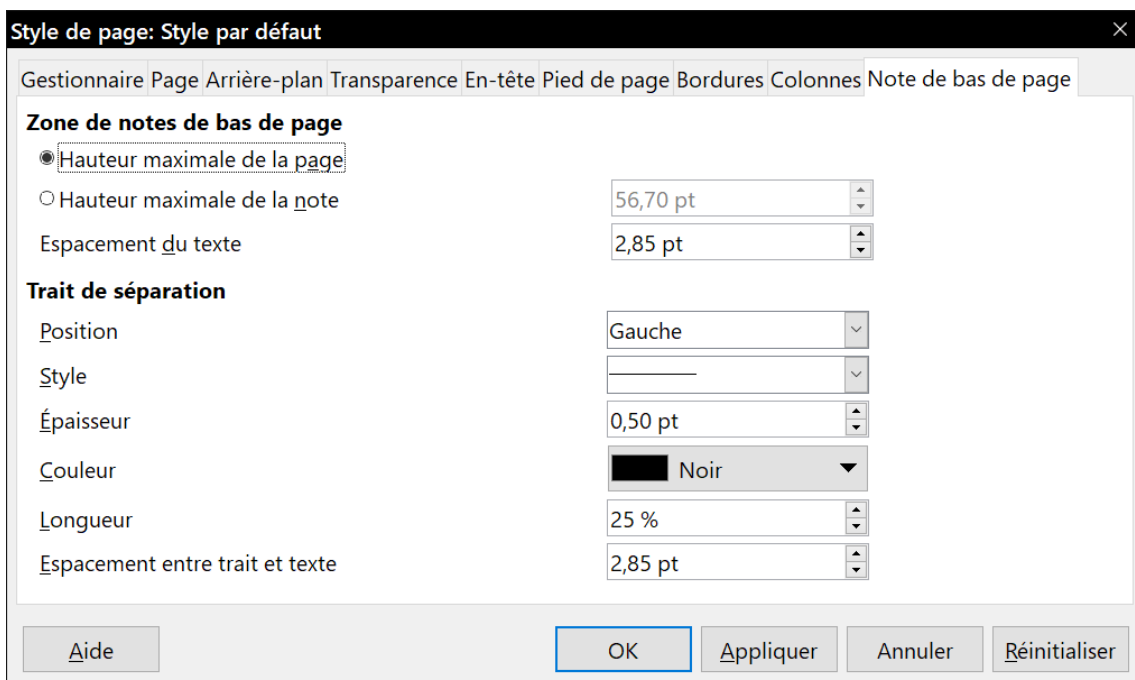 Style de page: Style par défaut
Gestionnaire Page Arrière-plan Transparence En-tête Pied de page Bordures Colonnes Note de bas de page
Zone de notes de bas de page
Hauteur maximale de la page
Hauteur maximale de la note 56,70 pt
Espacement du texte 2,85 pt
Trait de séparation
Position Gauche
Style
Épaisseur 0,50 pt
Couleur Noir
Longueur 25 %
Espacement entre trait et texte 2,85 pt
Aide OK Appliquer Annuler Réinitialiser